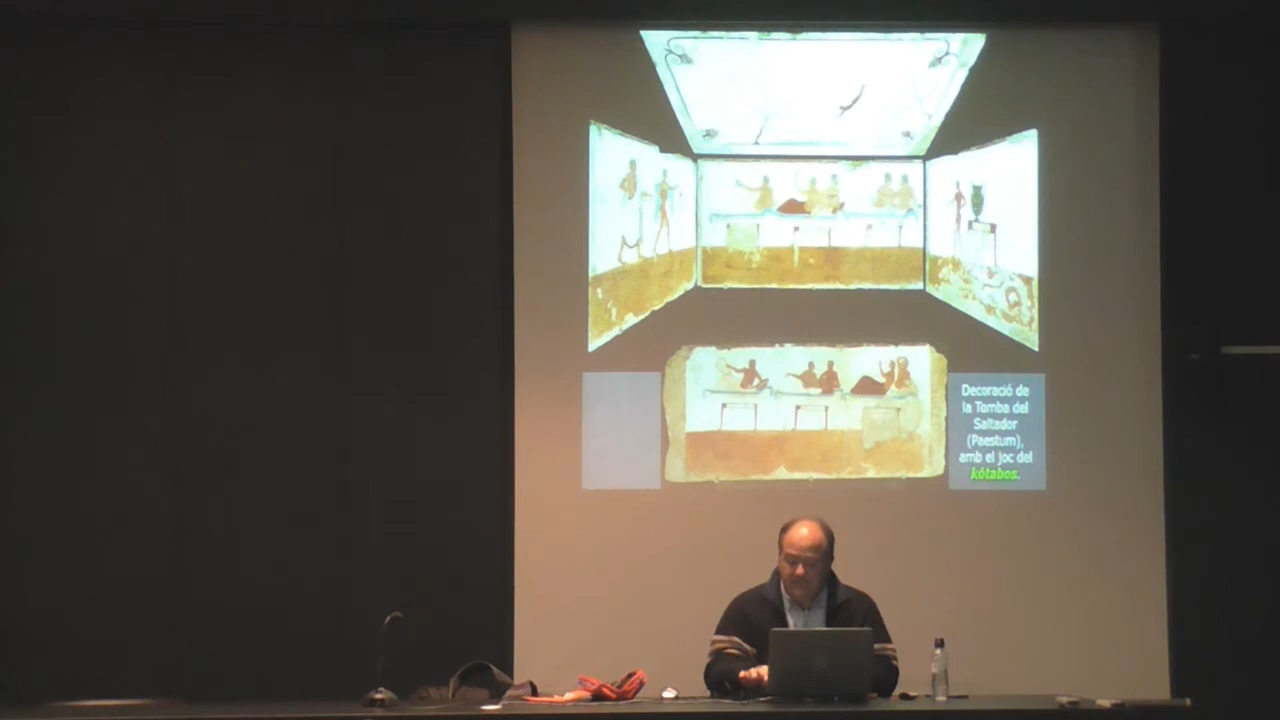 Decoració de
la Tomba del
Saltador
(Paestum),
amb el joc del
kótabos.